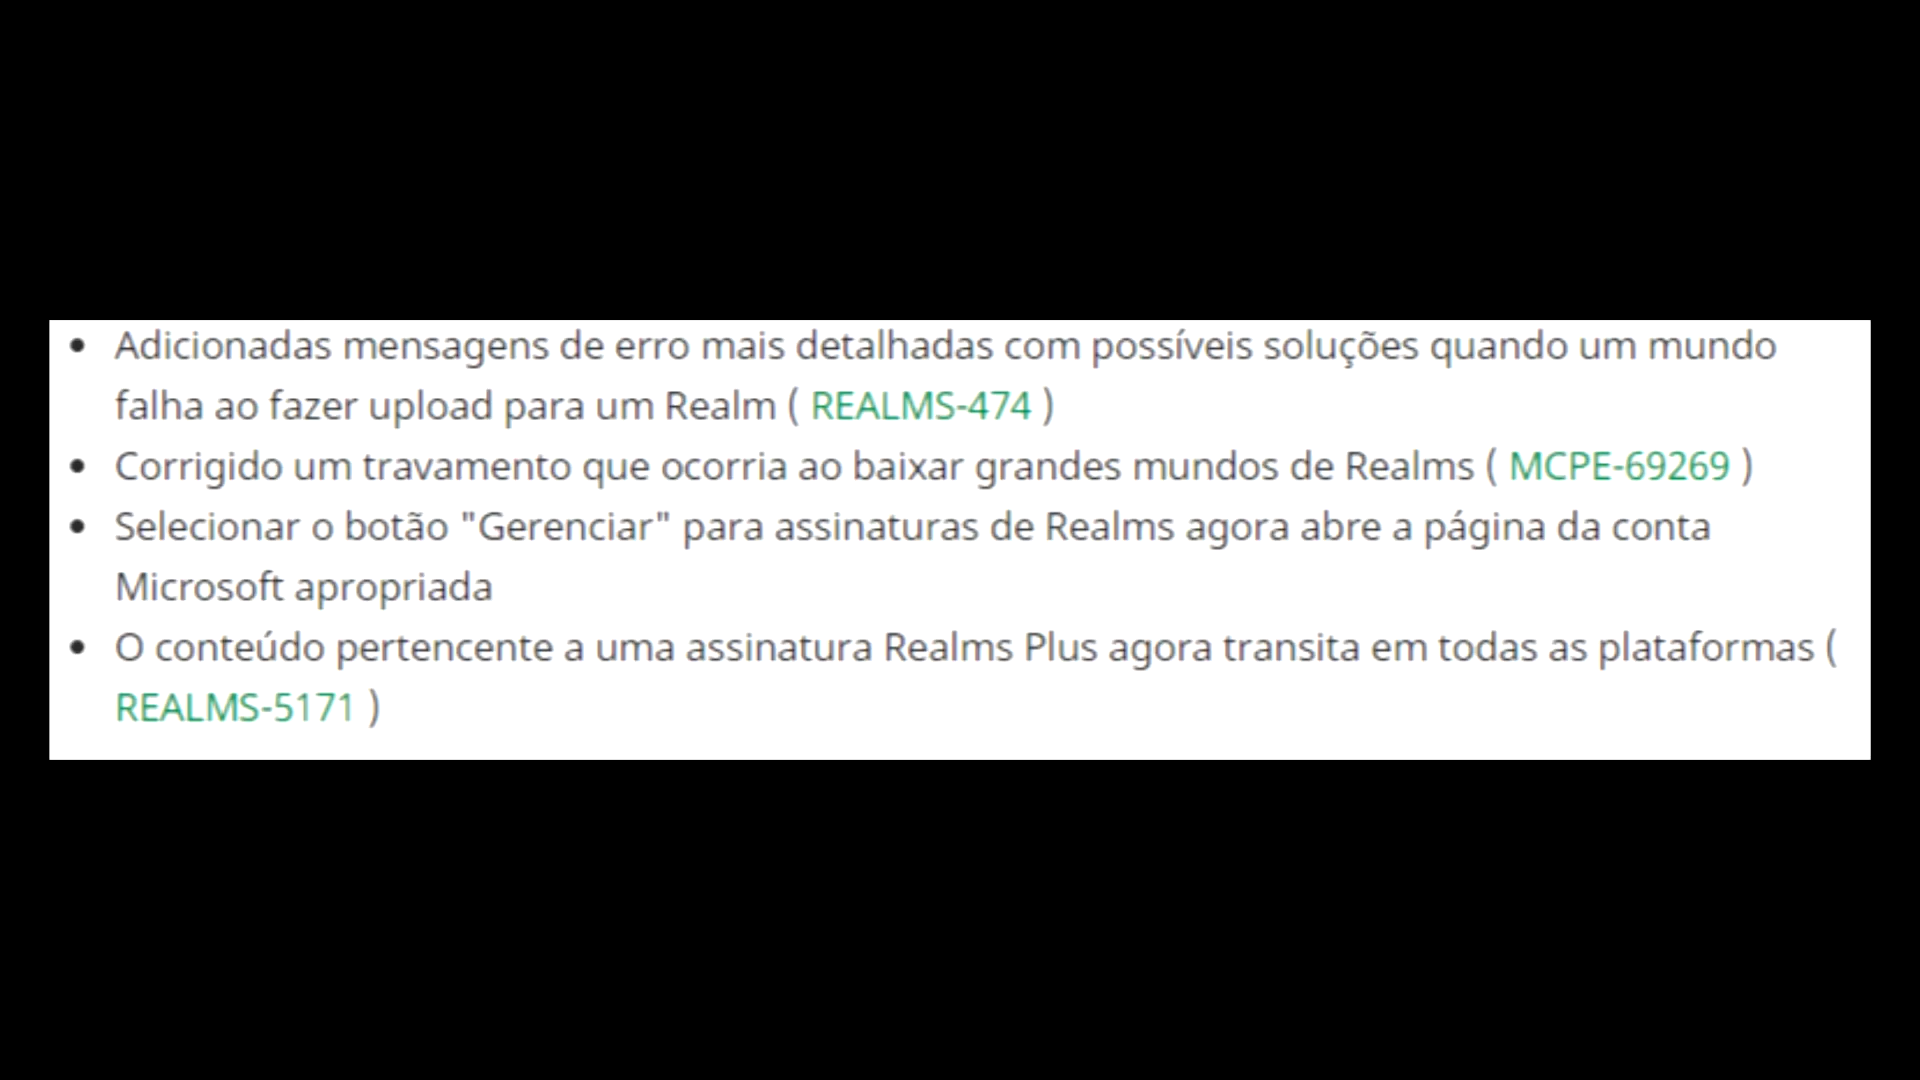 • Adicionadas mensagens de erro mais detalhadas com possíveis soluções quando um mundo
falha ao fazer upload para um Realm ( REALMS-474 )
• Corrigido um travamento que ocorria ao baixar grandes mundos de Realms ( MCPE-69269 )
• Selecionar o botão "Gerenciar" para assinaturas de Realms agora abre a página da conta
Microsoft apropriada
• O conteúdo pertencente a uma assinatura Realms Plus agora transita em todas as plataformas (
REALMS-5171 )